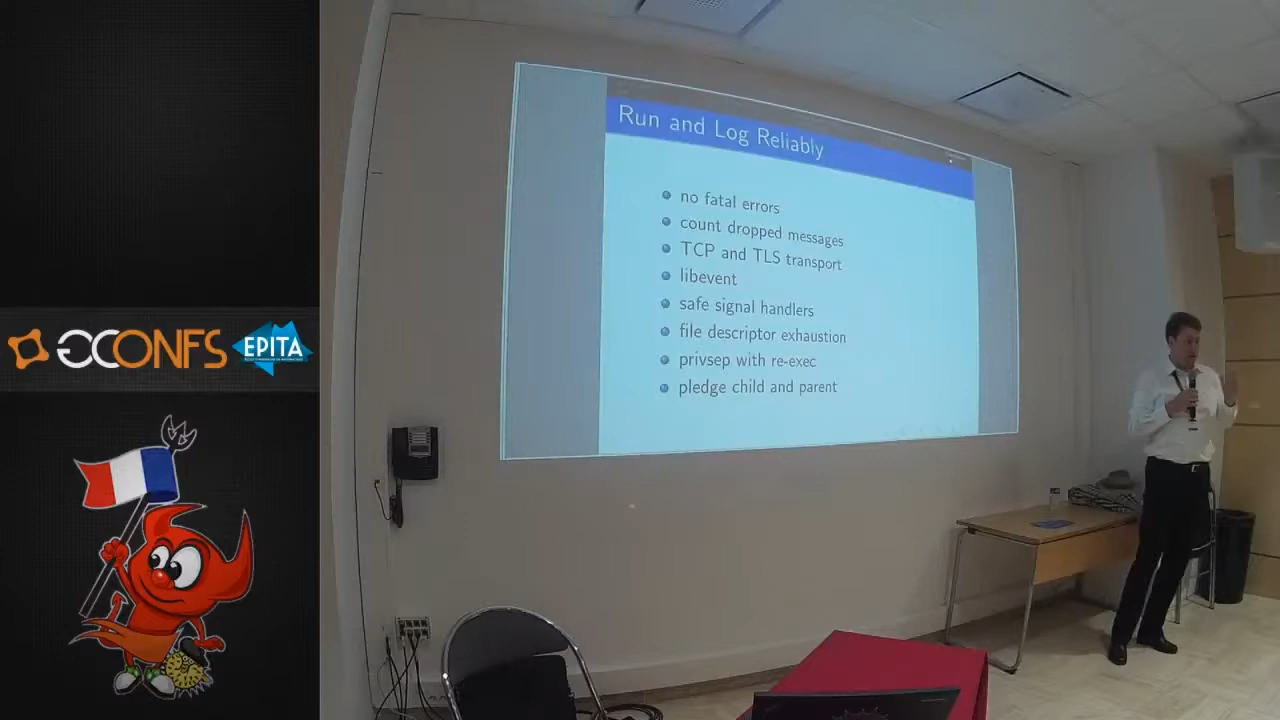 Run and Log Reliably
no fatal errors
count dropped messages
TCP and TLS transport
libevent
safe signal handlers
file descriptor exhaustion
privsep with re-exec
pledge child and parent
GCONFS
EPITA